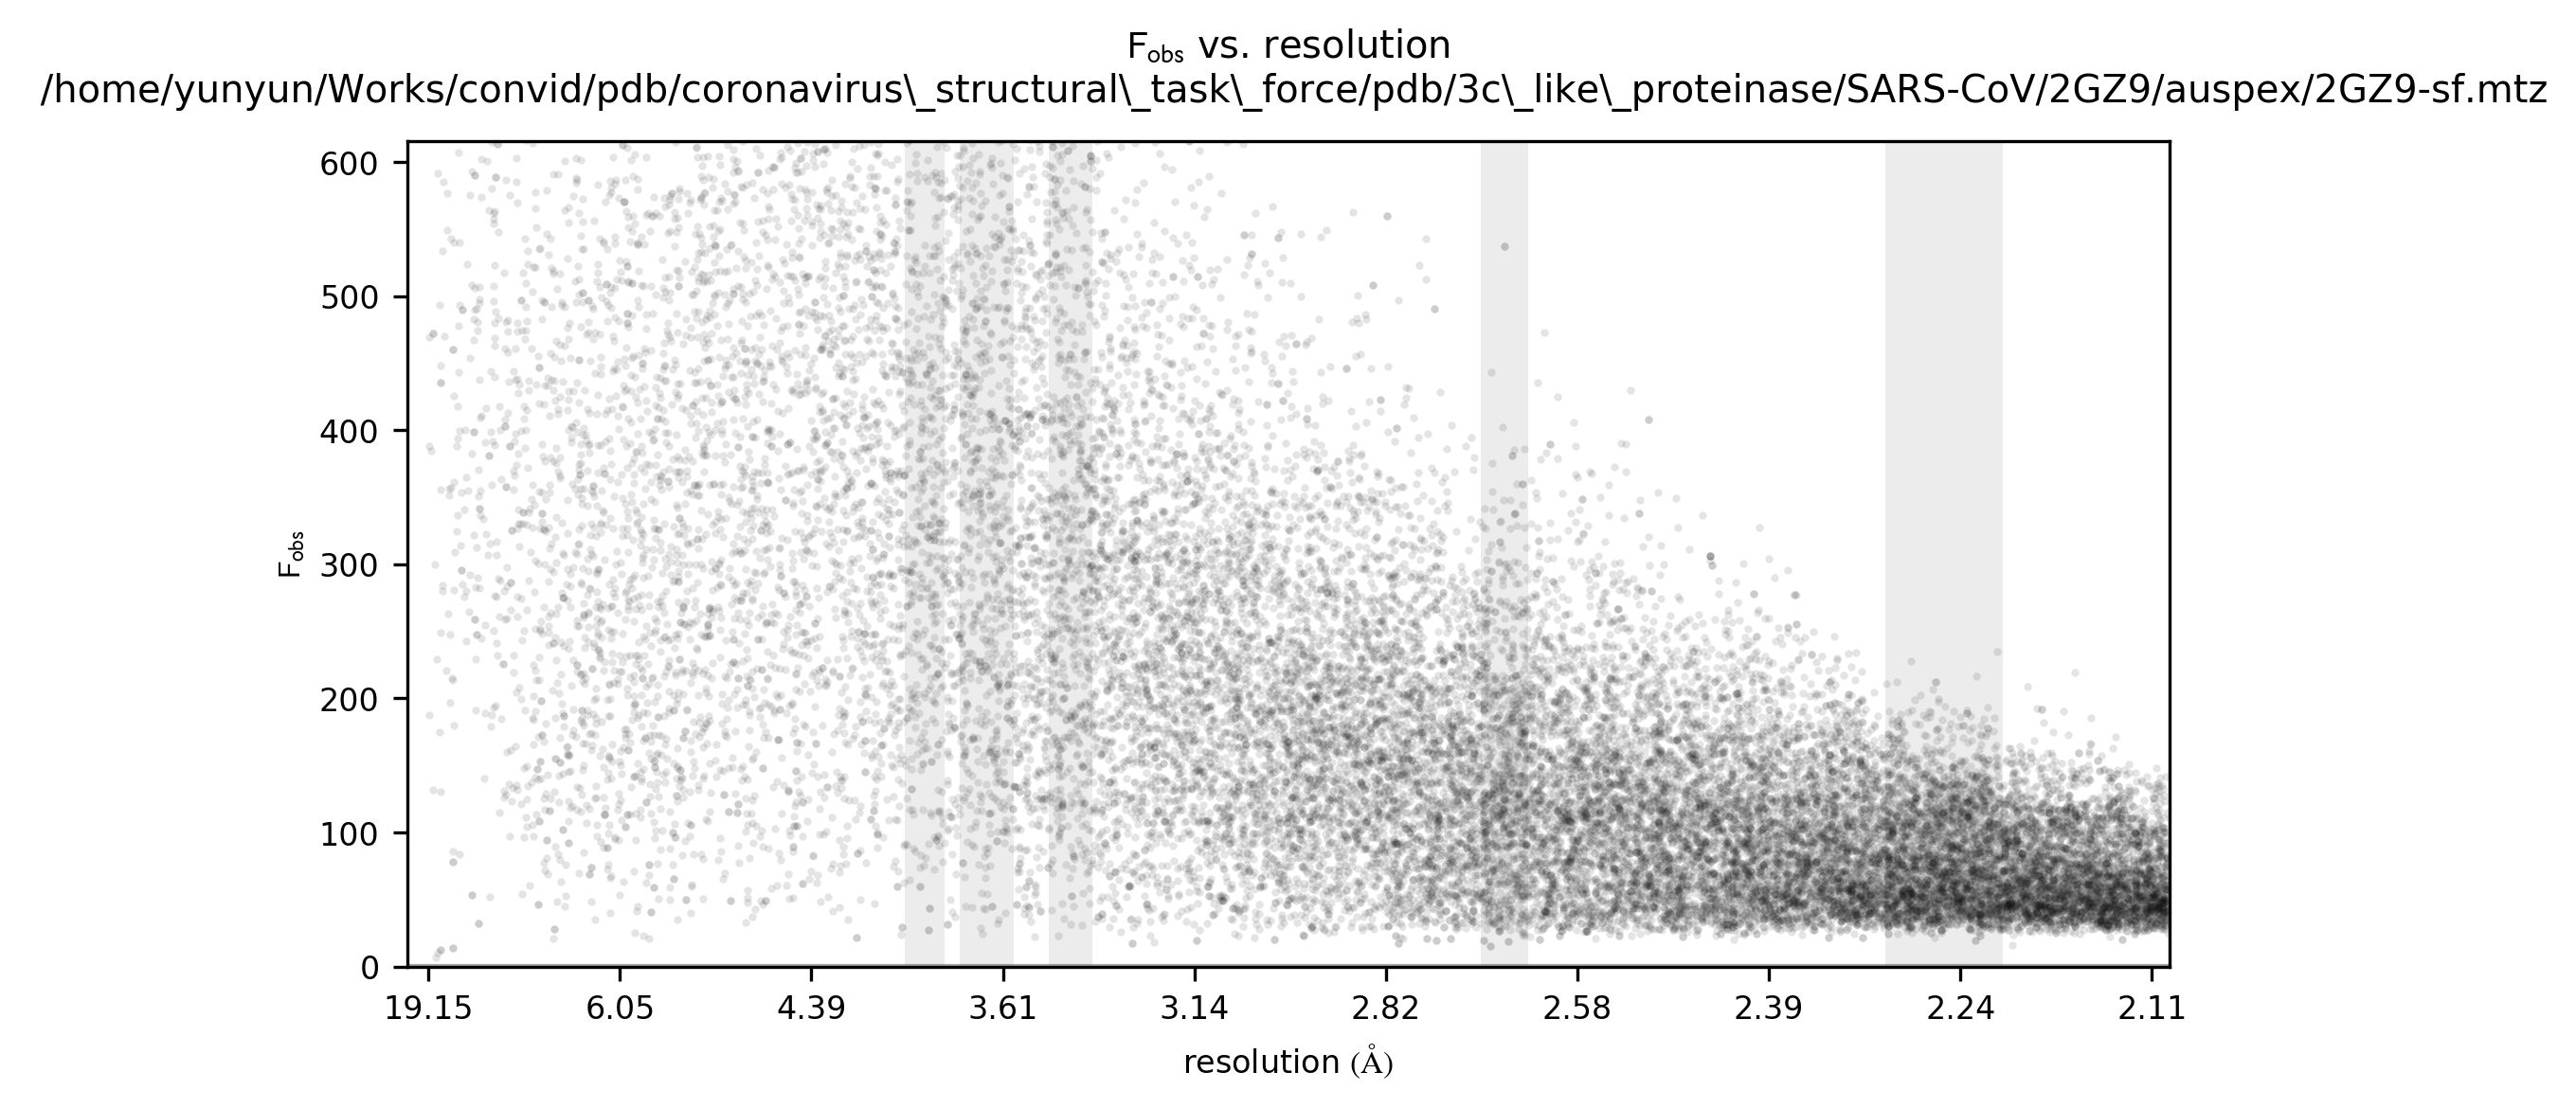 F_obs vs. resolution
/home/yunyun/Works/convid/pdb/coronavirus\_structural\_task\_force/pdb/3c\_like\_proteinase/SARS-CoV/2GZ9/auspex/2GZ9-sf.mtz
600
500
400
300
200
100
0
F_obs
19.15 6.05 4.39 3.61 3.14 2.82 2.58 2.39 2.24 2.11
resolution (Å)